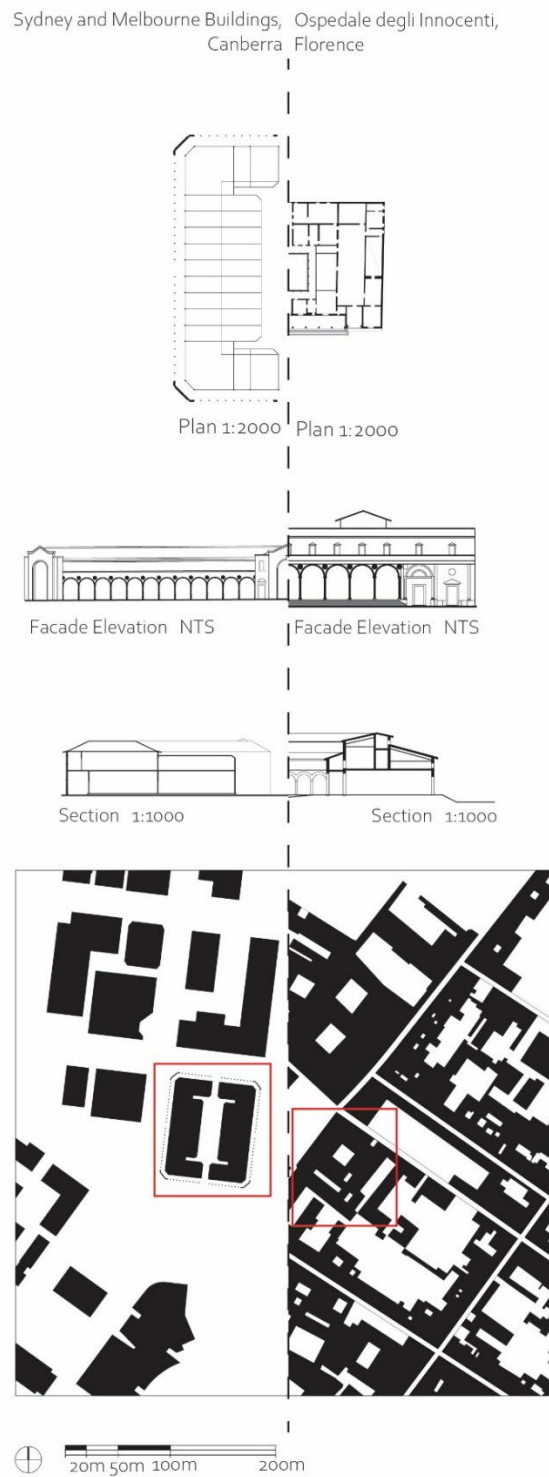 Sydney and Melbourne Buildings,
Canberra
Ospedale degli Innocenti,
Florence
Plan 1:2000
Plan 1:2000
Facade Elevation NTS
Facade Elevation NTS
Section 1:1000
Section 1:1000
20m 50m 100m 200m